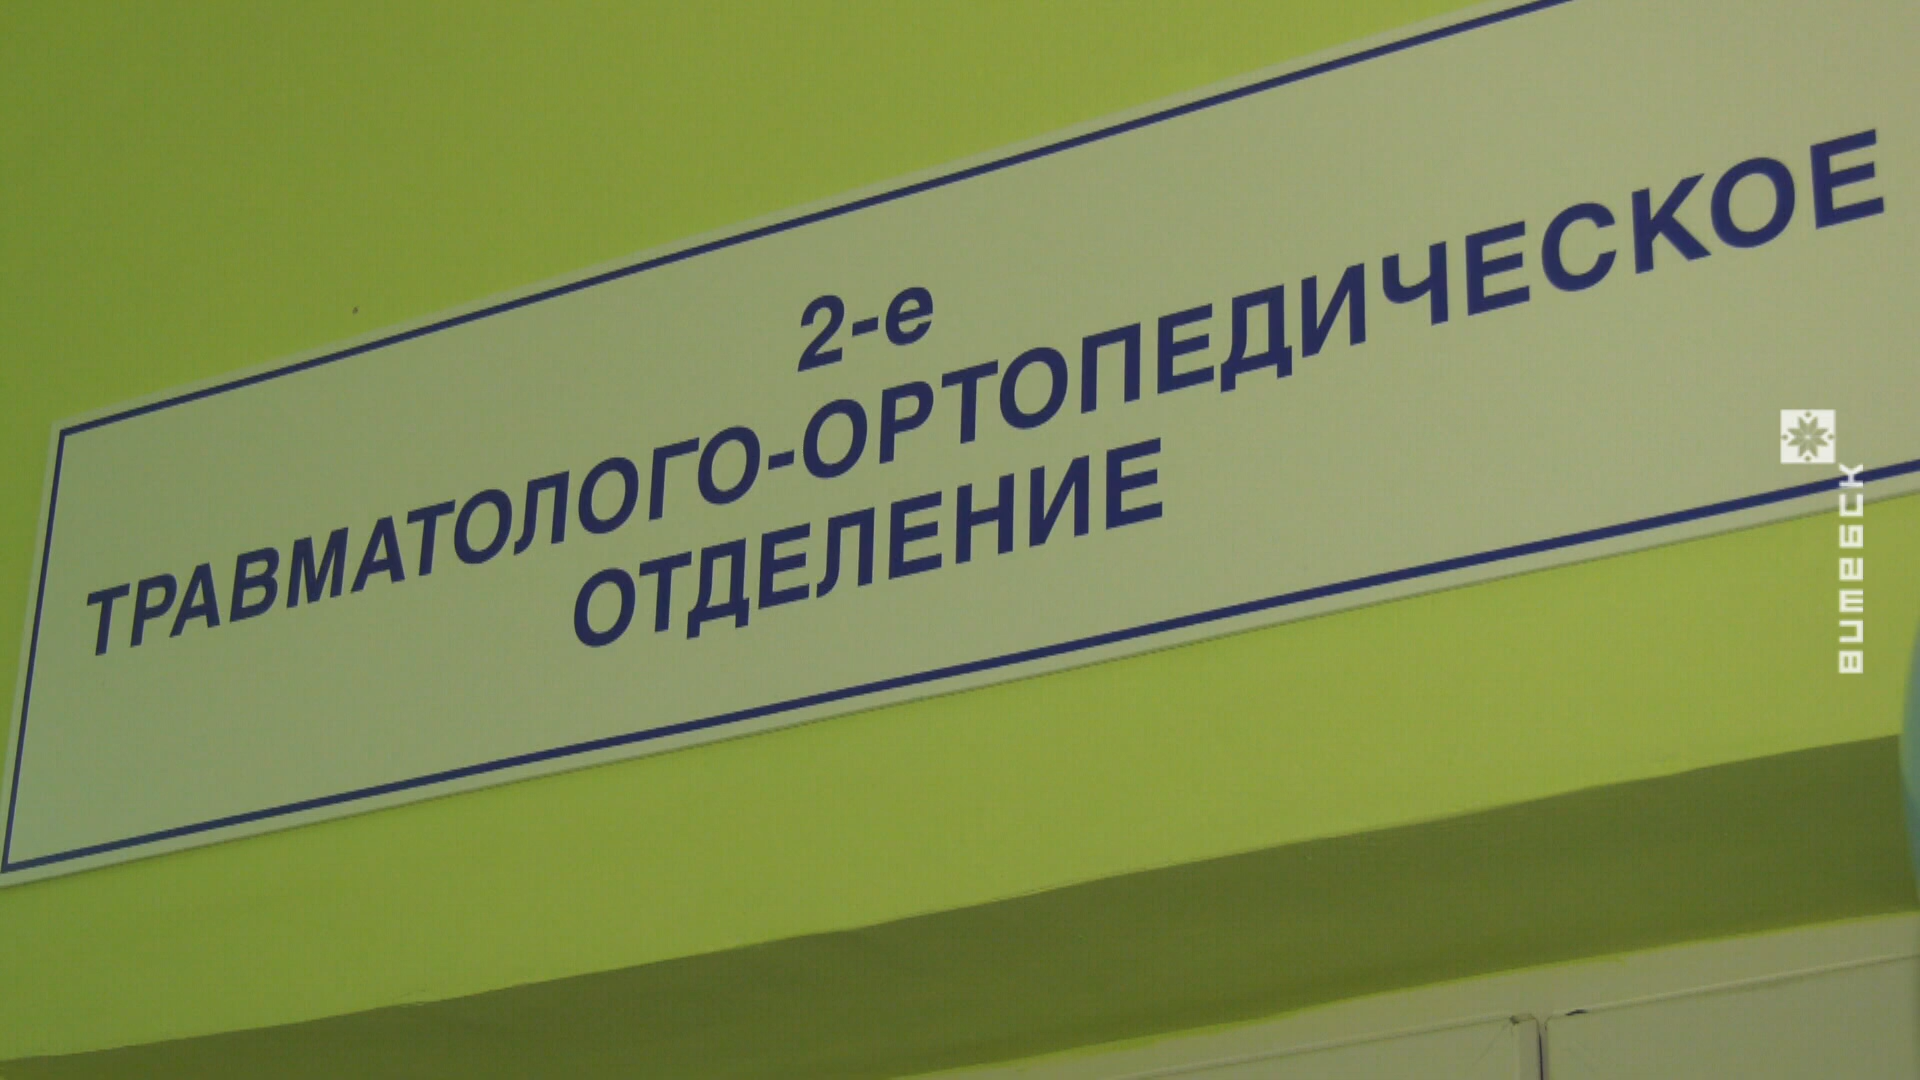 2-е
ТРАВМАТОЛОГО-ОРТОПЕДИЧЕСКОЕ
ОТДЕЛЕНИЕ
витебск